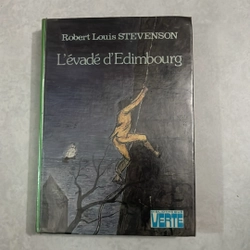 Robert Louis STEVENSON
L'évadé d'Edimbourg
VERTE